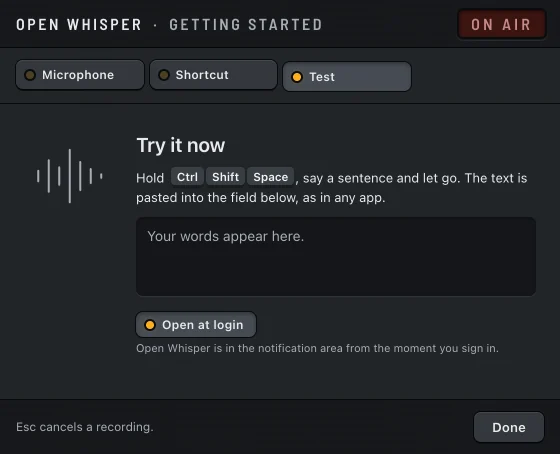 OPEN WHISPER · GETTING STARTED
ON AIR
Microphone
Shortcut
Test
Try it now
Hold Ctrl Shift Space, say a sentence and let go. The text is
pasted into the field below, as in any app.
Your words appear here.
Open at login
Open Whisper is in the notification area from the moment you sign in.
Esc cancels a recording.
Done